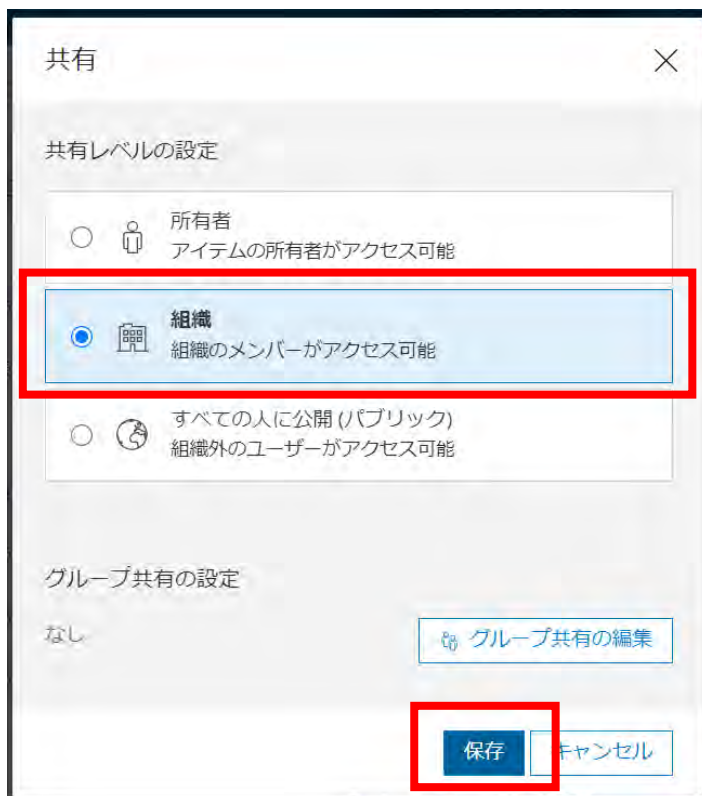 共有
共有レベルの設定
所有者
アイテムの所有者がアクセス可能
組織
組織のメンバーがアクセス可能
すべての人に公開 (パブリック)
組織外のユーザーがアクセス可能
グループ共有の設定
なし
グループ共有の編集
保存
キャンセル